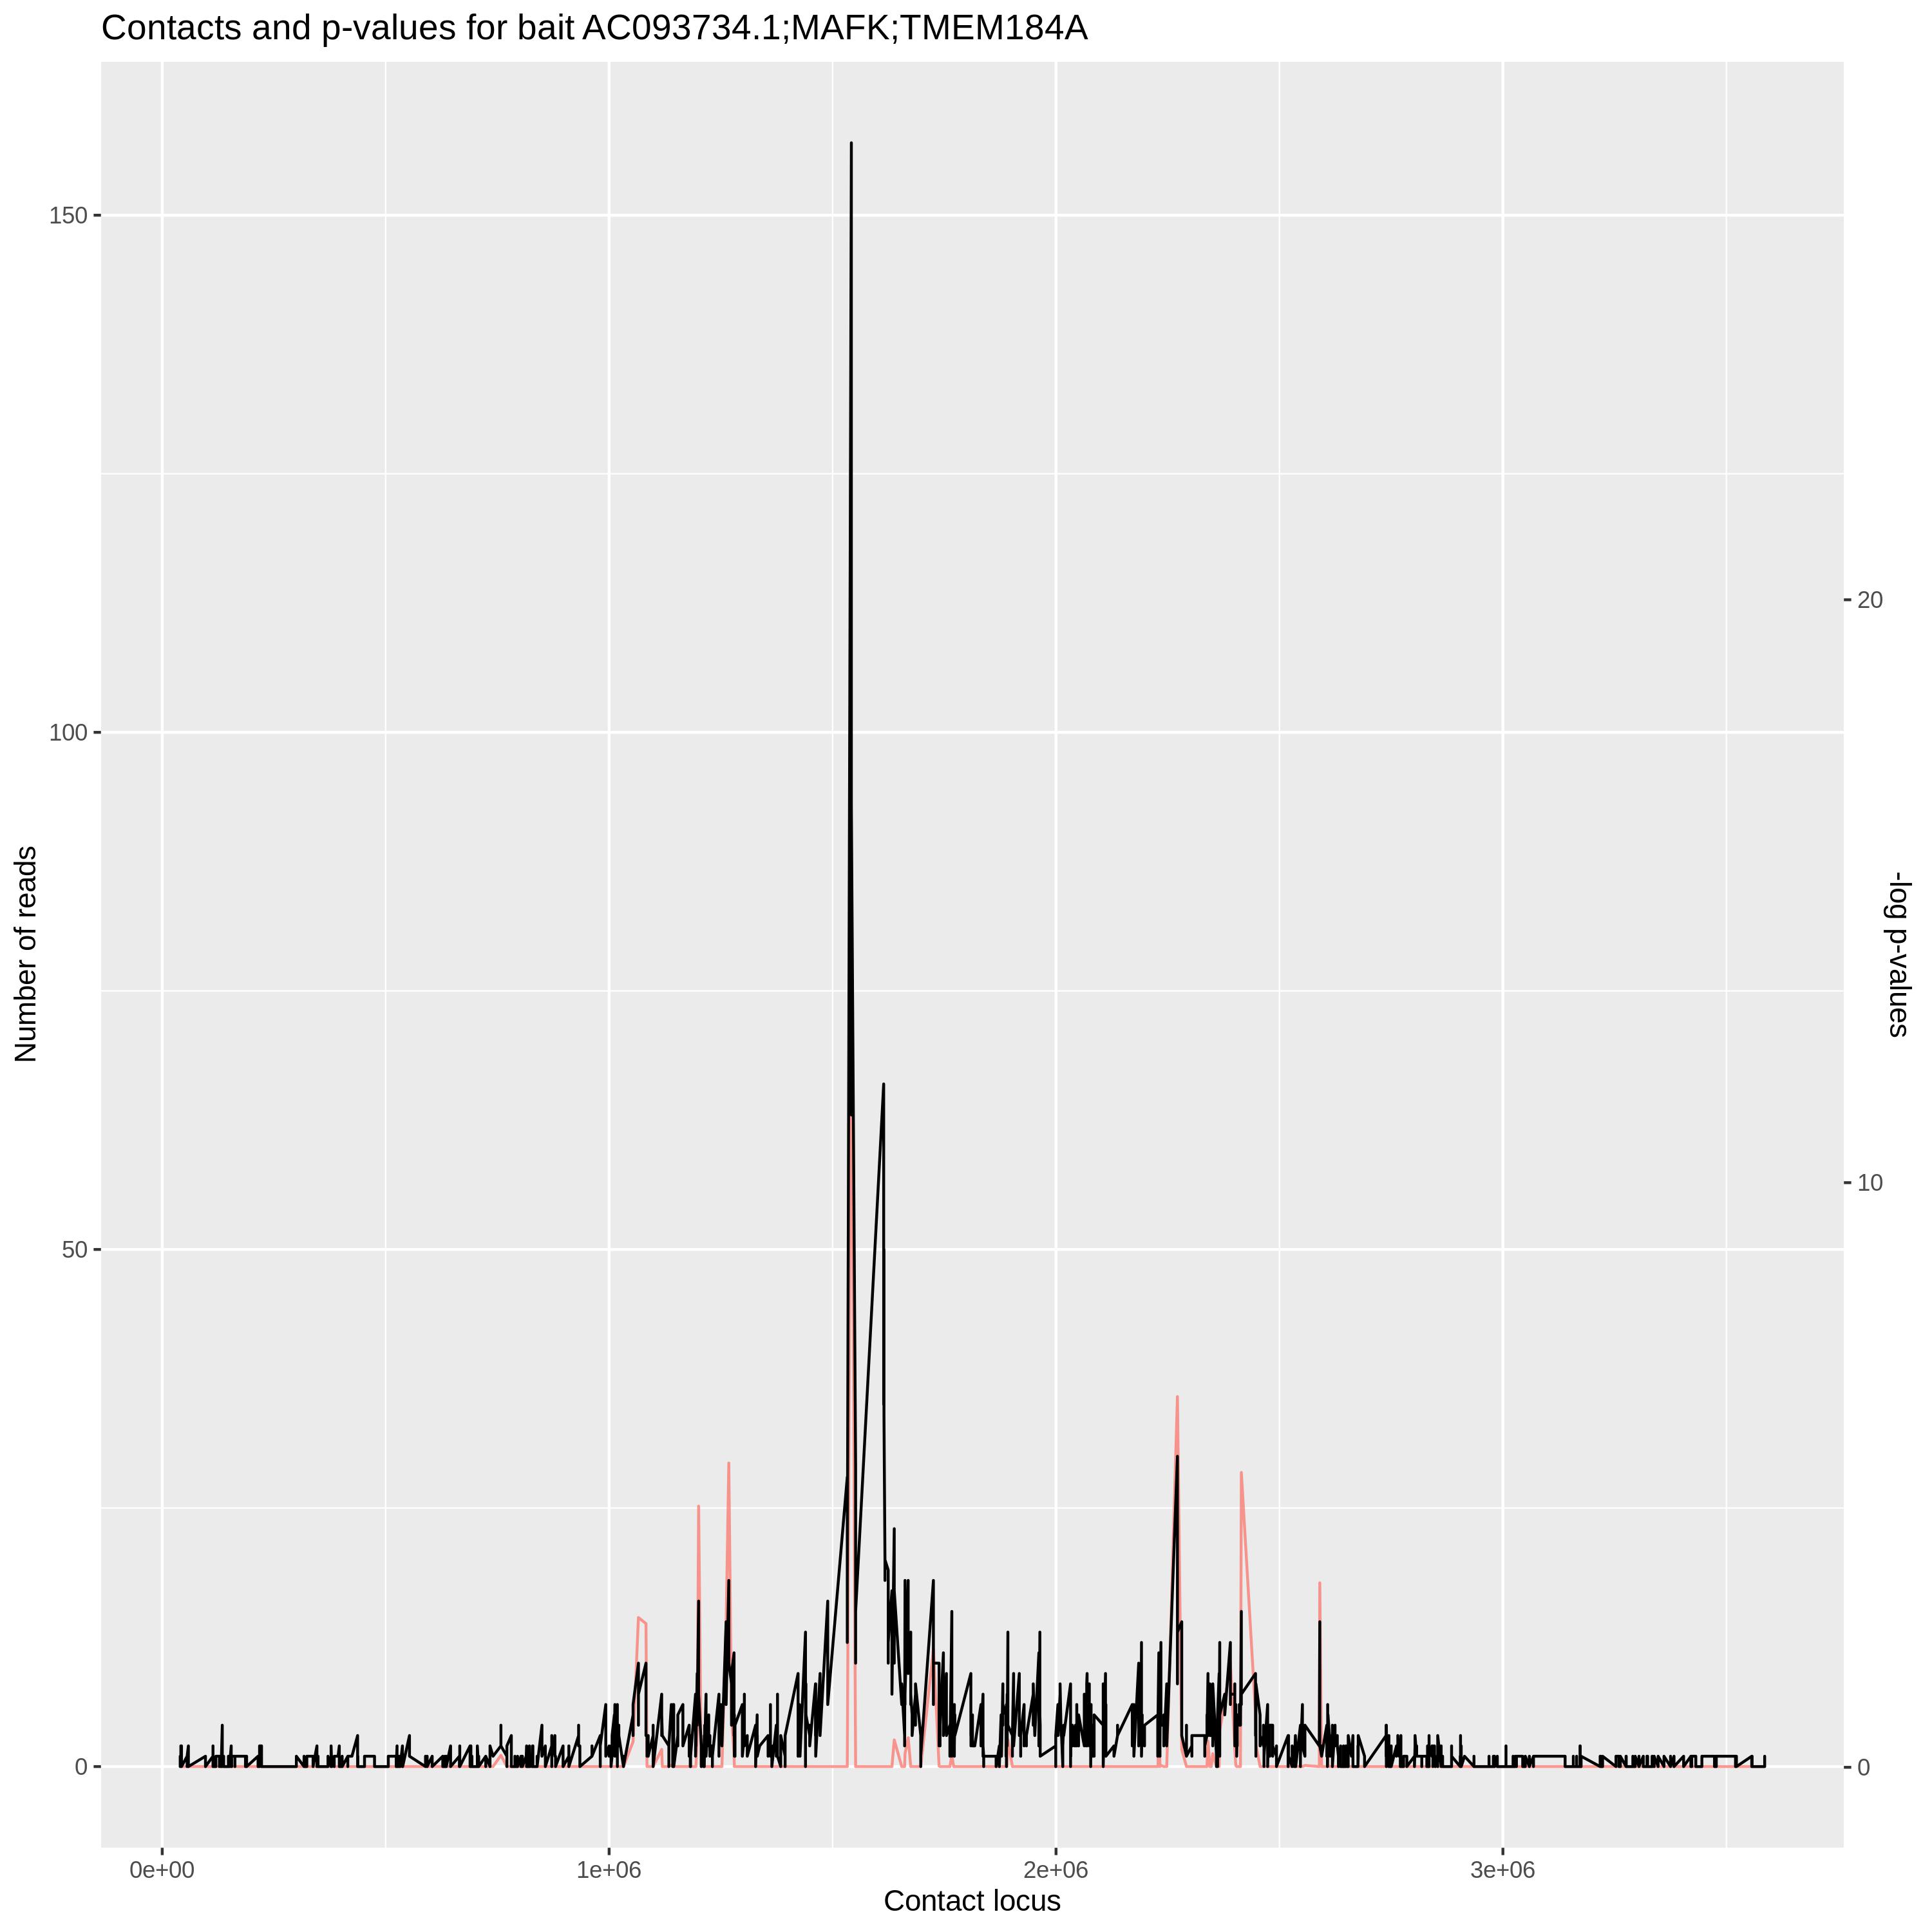 Contacts and p-values for bait AC093734.1;MAFK;TMEM184A
150
100
50
0
Number of reads
20
10
0
-log p-values
0e+00
1e+06
2e+06
3e+06
Contact locus